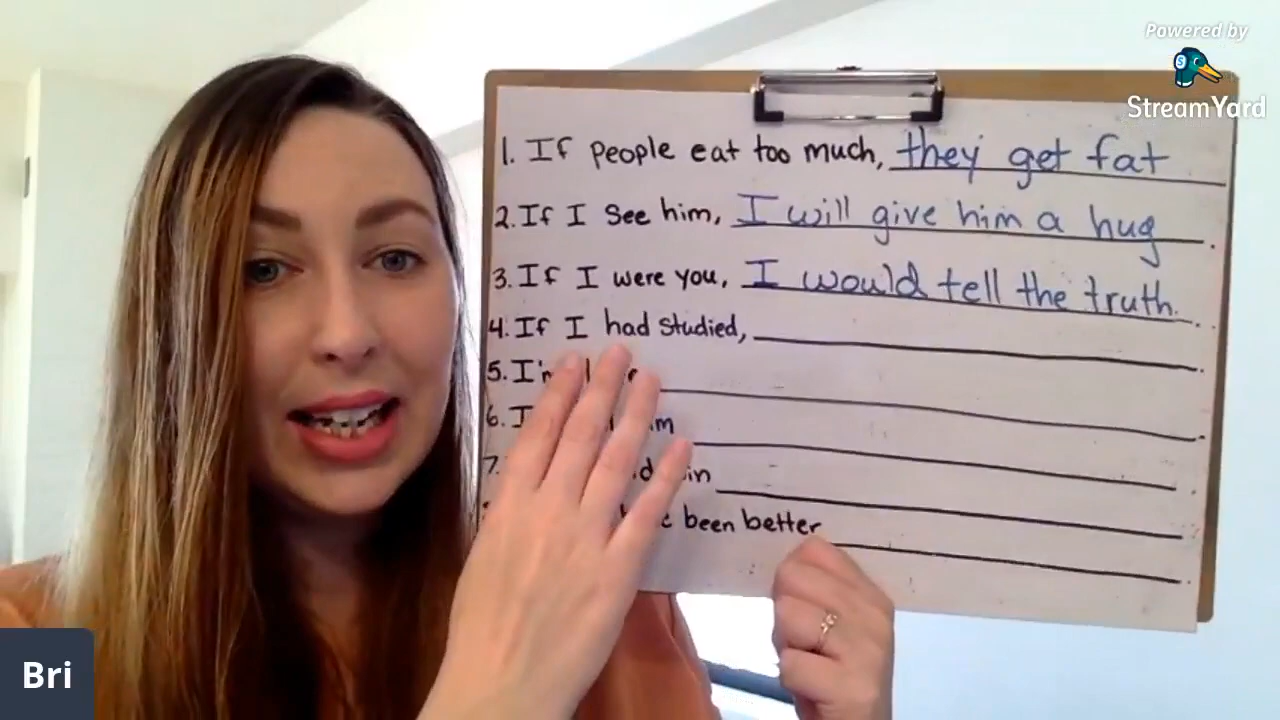 Powered by
StreamYard
1. If people eat too much, they get fat
2. If I see him, I will give him a hug.
3. If I were you, I would tell the truth.
4. If I had studied,
5.
6.
7.
been better
Bri